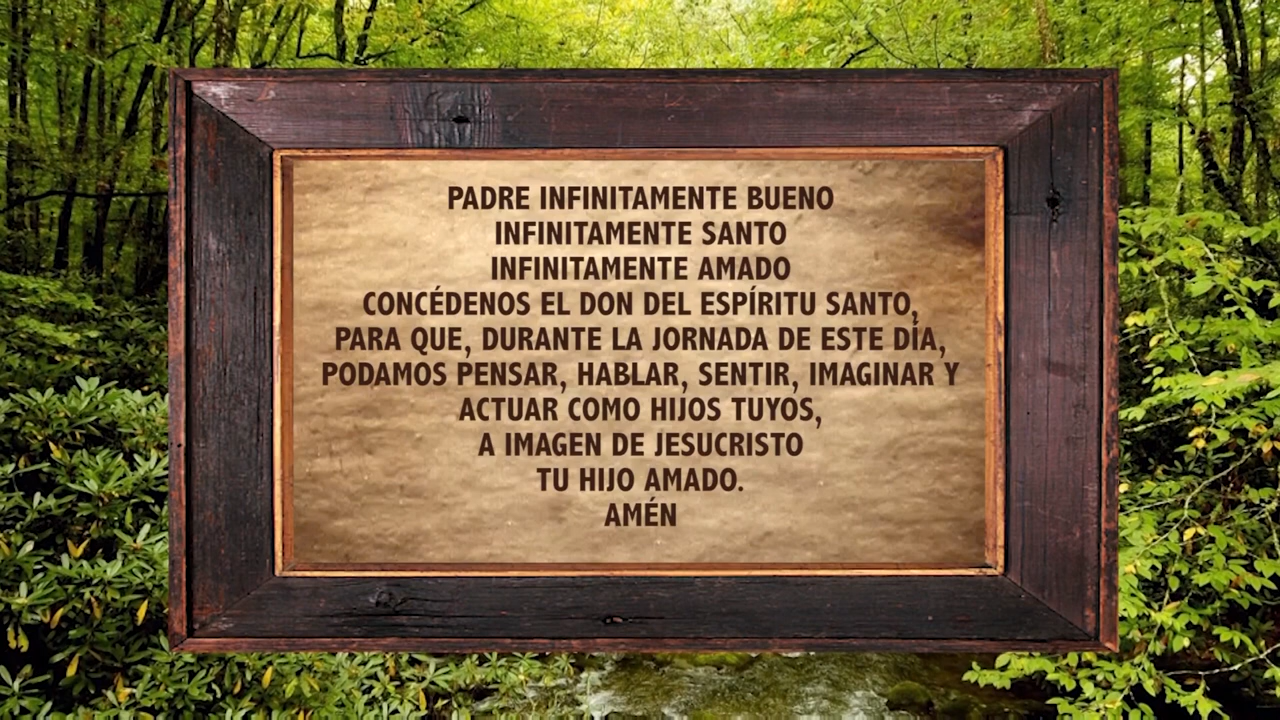 PADRE INFINITAMENTE BUENO
INFINITAMENTE SANTO
INFINITAMENTE AMADO
CONCÉDENOS EL DON DEL ESPÍRITU SANTO,
PARA QUE, DURANTE LA JORNADA DE ESTE DÍA,
PODAMOS PENSAR, HABLAR, SENTIR, IMAGINAR Y
ACTUAR COMO HIJOS TUYOS,
A IMAGEN DE JESUCRISTO
TU HIJO AMADO.
AMÉN